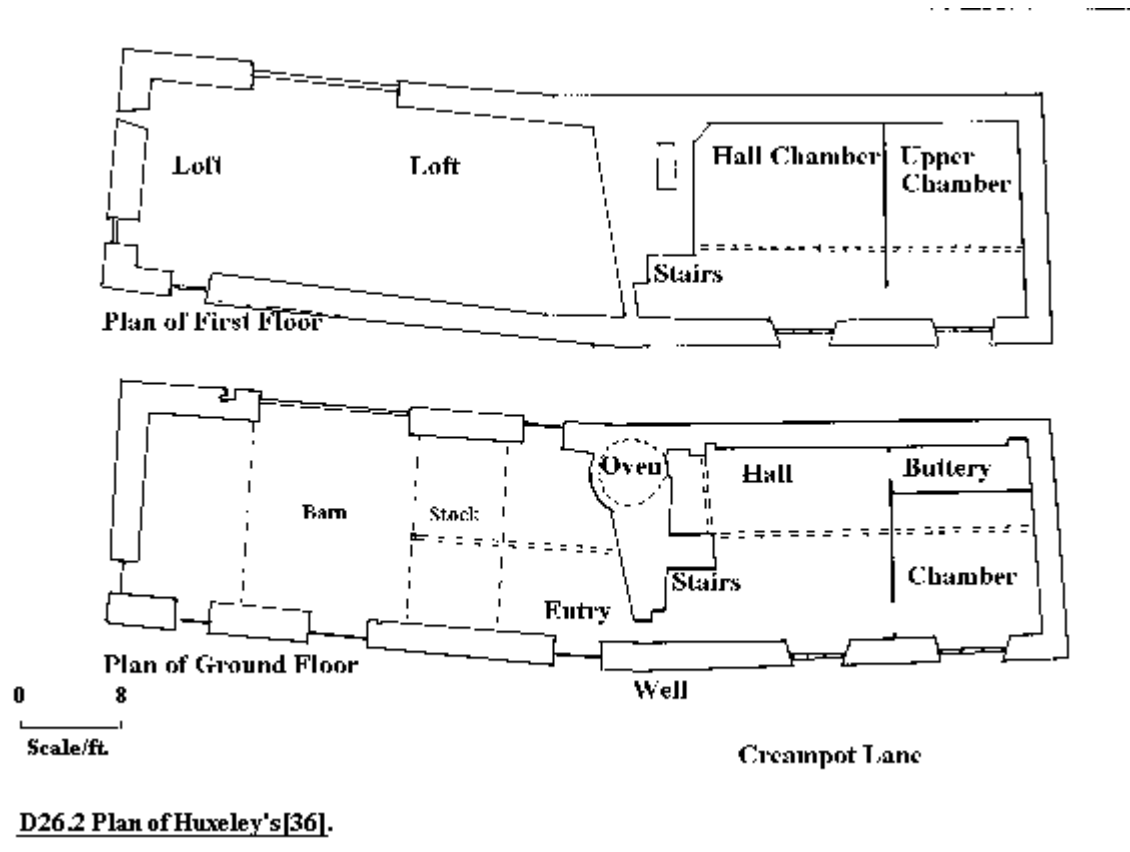 Loft
Loft
Hall Chamber
Upper
Chamber
Stairs
Plan of First Floor
Oven
Hall
Buttery
Barn
Stock
Stairs
Chamber
Entry
Plan of Ground Floor
Well
0 8
Scale/ft.
Creampot Lane
D26.2 Plan of Huxeley's[36].